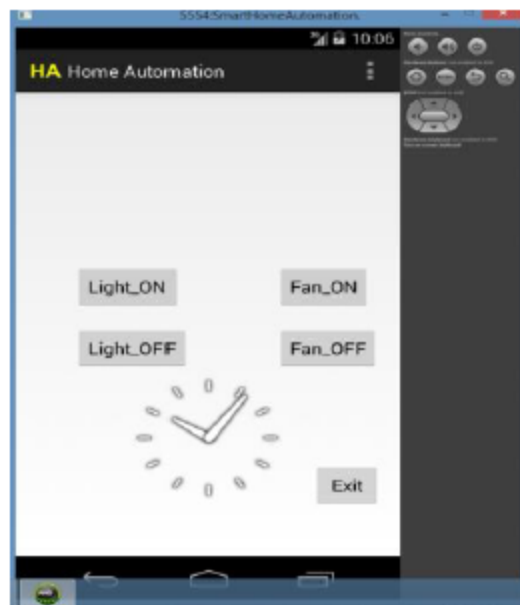 5554:SmartHomeAutomation
10:06
HA Home Automation
Light_ON
Fan_ON
Light_OFF
Fan_OFF
Exit